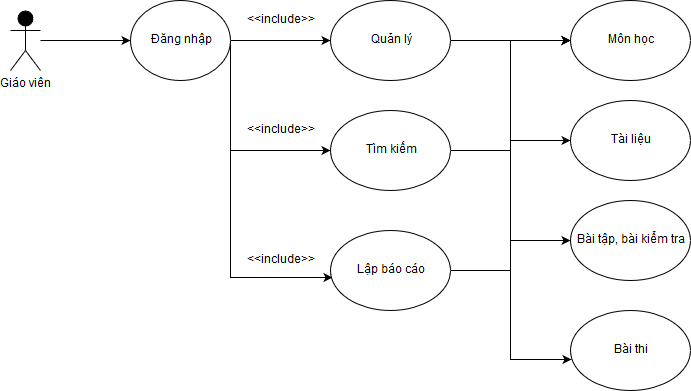 Giáo viên
Đăng nhập
<<include>>
Quản lý
<<include>>
Tìm kiếm
<<include>>
Lập báo cáo
Môn học
Tài liệu
Bài tập, bài kiểm tra
Bài thi